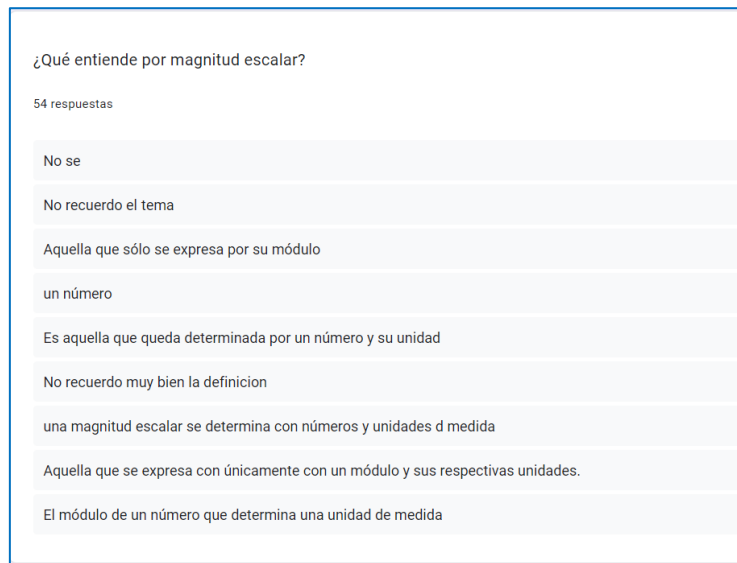 ¿Qué entiende por magnitud escalar?
54 respuestas
No se
No recuerdo el tema
Aquella que sólo se expresa por su módulo
un número
Es aquella que queda determinada por un número y su unidad
No recuerdo muy bien la definicion
una magnitud escalar se determina con números y unidades d medida
Aquella que se expresa con únicamente con un módulo y sus respectivas unidades.
El módulo de un número que determina una unidad de medida